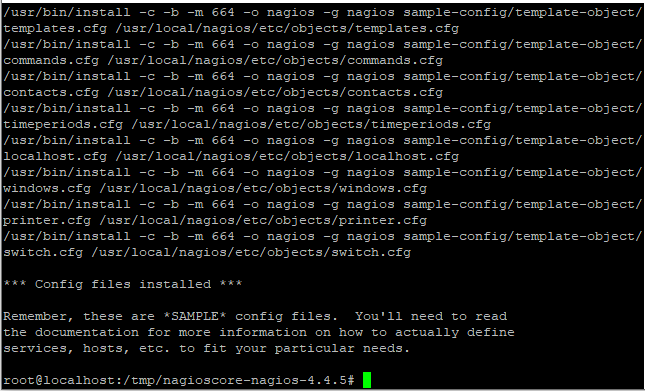 /usr/bin/install -c -b -m 664 -o nagios -g nagios sample-config/template-object/
templates.cfg /usr/local/nagios/etc/objects/templates.cfg
/usr/bin/install -c -b -m 664 -o nagios -g nagios sample-config/template-object/
commands.cfg /usr/local/nagios/etc/objects/commands.cfg
/usr/bin/install -c -b -m 664 -o nagios -g nagios sample-config/template-object/
contacts.cfg /usr/local/nagios/etc/objects/contacts.cfg
/usr/bin/install -c -b -m 664 -o nagios -g nagios sample-config/template-object/
timeperiods.cfg /usr/local/nagios/etc/objects/timeperiods.cfg
/usr/bin/install -c -b -m 664 -o nagios -g nagios sample-config/template-object/
localhost.cfg /usr/local/nagios/etc/objects/localhost.cfg
/usr/bin/install -c -b -m 664 -o nagios -g nagios sample-config/template-object/
windows.cfg /usr/local/nagios/etc/objects/windows.cfg
/usr/bin/install -c -b -m 664 -o nagios -g nagios sample-config/template-object/
printer.cfg /usr/local/nagios/etc/objects/printer.cfg
/usr/bin/install -c -b -m 664 -o nagios -g nagios sample-config/template-object/
switch.cfg /usr/local/nagios/etc/objects/switch.cfg
*** Config files installed ***
Remember, these are *SAMPLE* config files.  You'll need to read
the documentation for more information on how to actually define
services, hosts, etc. to fit your particular needs.
root@localhost:/tmp/nagioscore-nagios-4.4.5#